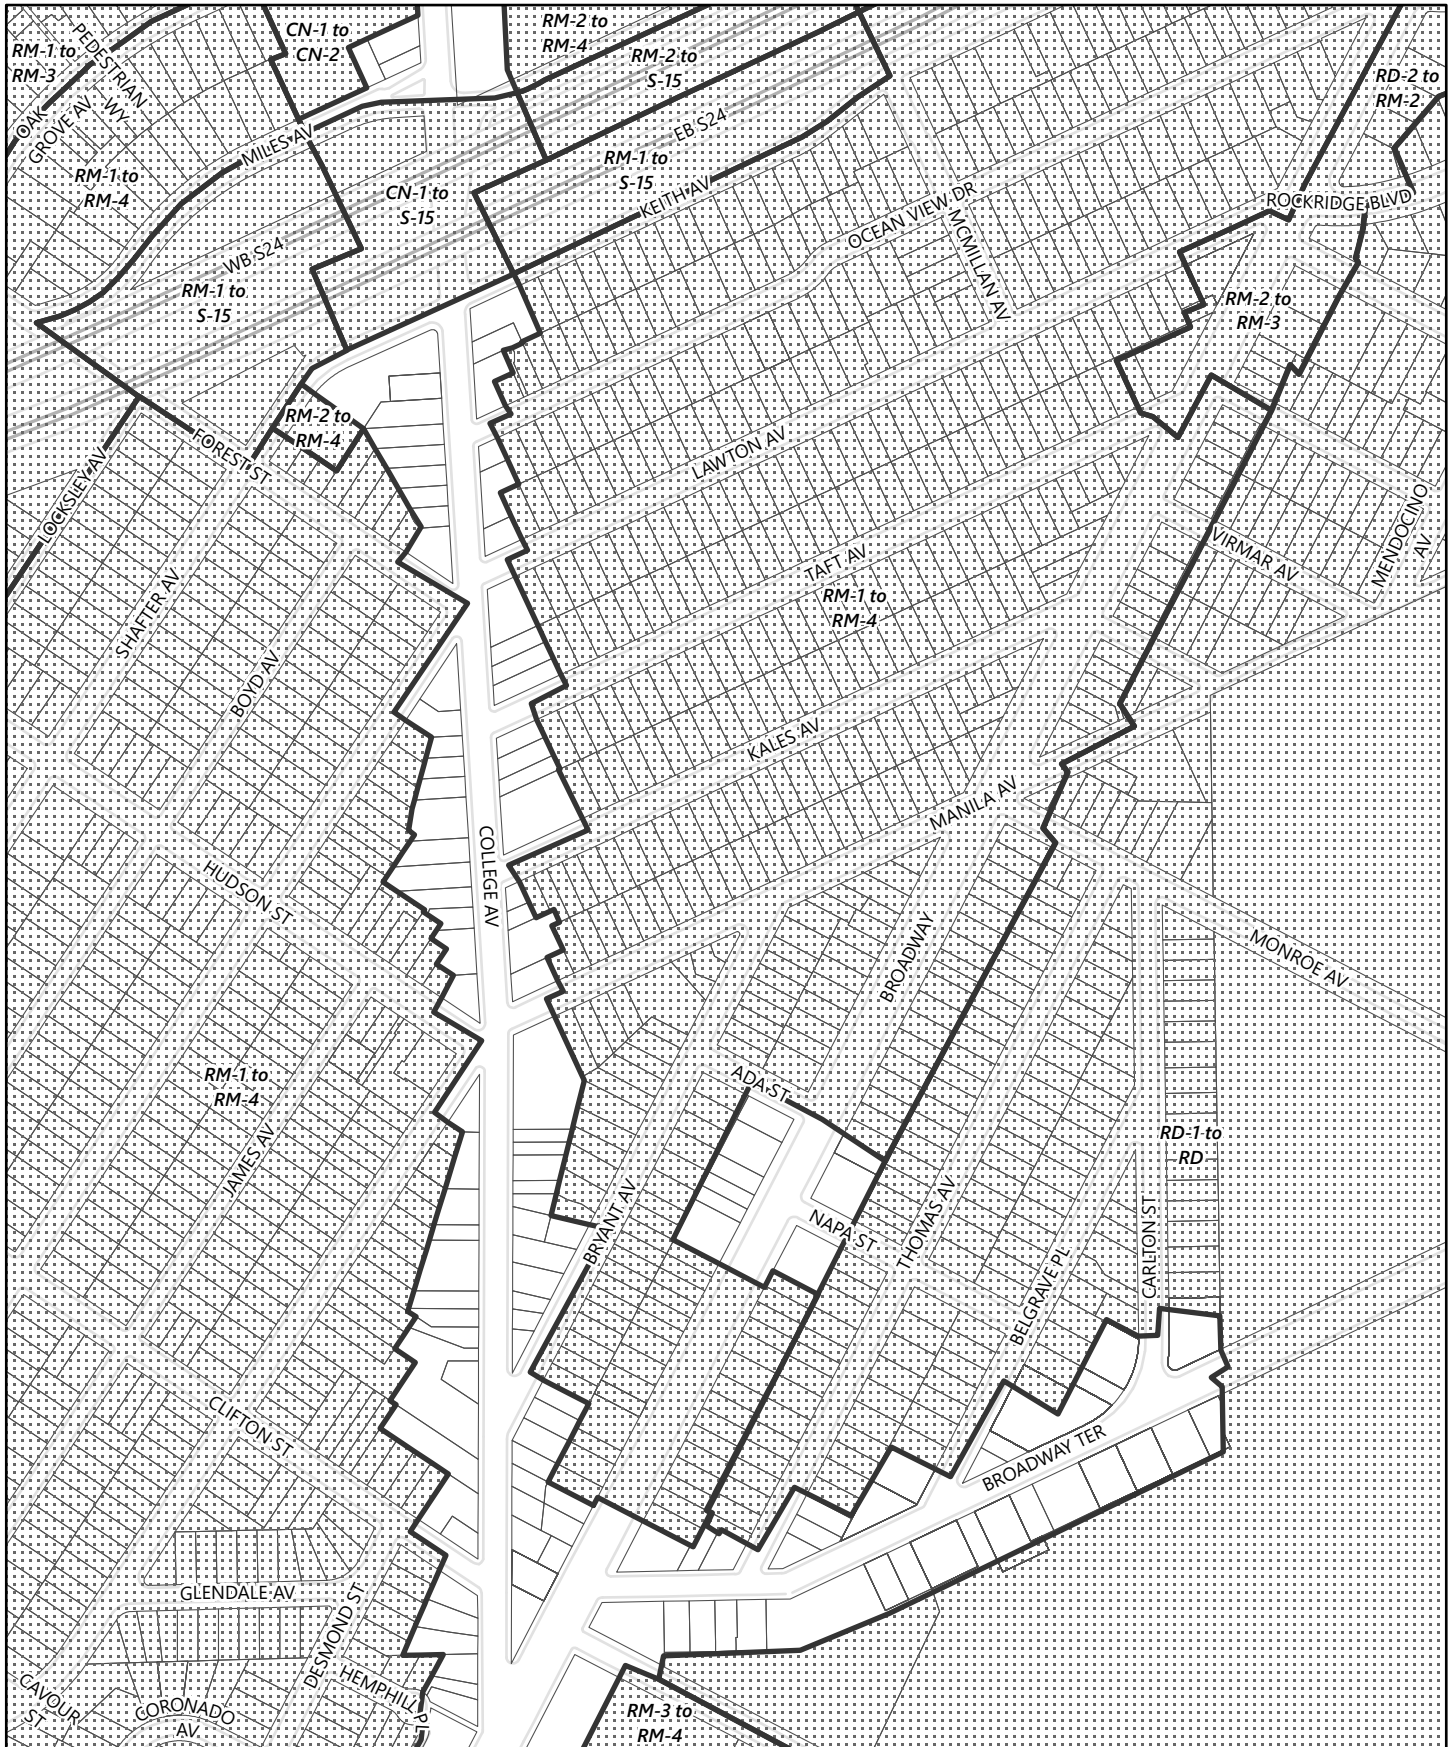 CN-1 to
CN-2
RM-2 to
RM-4
RM-2 to
S-15
RM-1 to
RM-3
PEDESTRIAN
WY
OAK
GROVE AV
RD-2 to
RM-2
MILES AV
EB S24
RM-1 to
S-15
RM-1 to
RM-4
CN-1 to
S-15
KEITH AV
OCEAN VIEW DR
MCMILLAN AV
ROCKRIDGE BLVD
WB S24
RM-1 to
S-15
RM-2 to
RM-3
RM-2 to
RM-4
FOREST ST
LOCKSLEY AV
LAWTON AV
MENDOCINO
AV
VIRMAR AV
TAFT AV
RM-1 to
RM-4
SHAFTER AV
BOYD AV
KALES AV
MANILA AV
COLLEGE AV
HUDSON ST
BROADWAY
MONROE AV
RM-1 to
RM-4
ADA ST
JAMES AV
RD-1 to
RD
BRYANT AV
NAPA ST
THOMAS AV
BELGRAVE PL
CARLTON ST
CLIFTON ST
BROADWAY TER
GLENDALE AV
DESMOND ST
HEMPHILL PL
CAVOUR
ST
CORONADO
AV
RM-3 to
RM-4